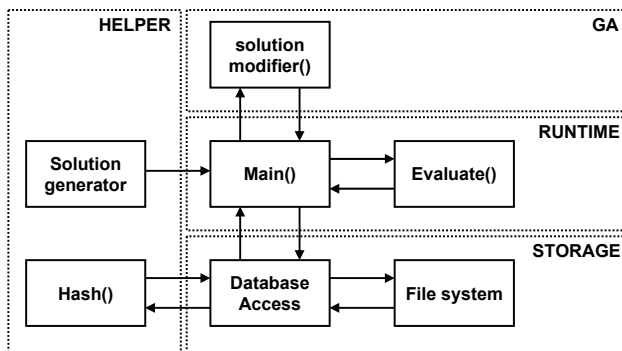 HELPER
GA
solution
modifier()
RUNTIME
Solution
generator
Main()
Evaluate()
STORAGE
Hash()
Database
Access
File system